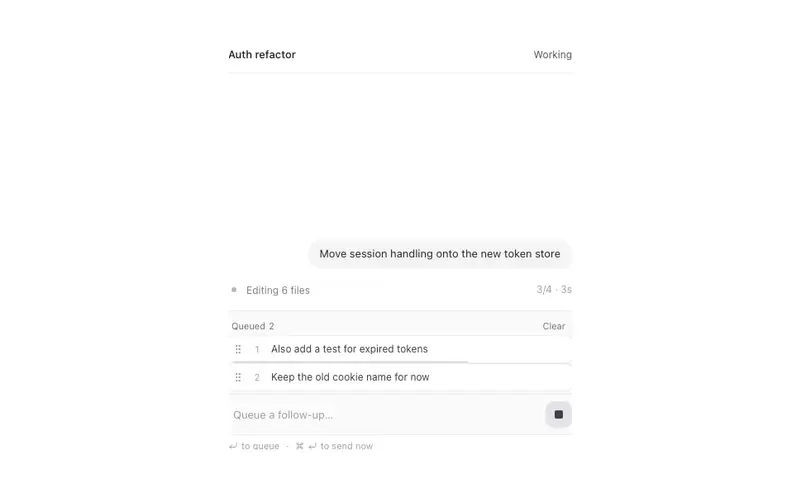 Auth refactor
Working
Move session handling onto the new token store
Editing 6 files
3/4 · 3s
Queued 2
Clear
1 Also add a test for expired tokens
2 Keep the old cookie name for now
Queue a follow-up...
↵ to queue · ⌘ ↵ to send now